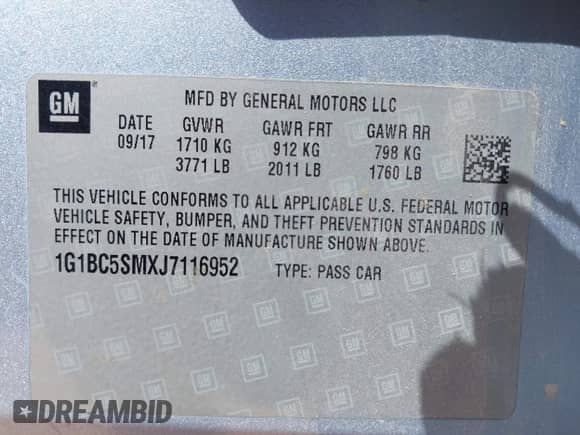 GM
MFD BY GENERAL MOTORS LLC
DATE GVWR GAWR FRT GAWR RR
09/17 1710 KG 912 KG 798 KG
3771 LB 2011 LB 1760 LB
THIS VEHICLE CONFORMS TO ALL APPLICABLE U.S. FEDERAL MOTOR
VEHICLE SAFETY, BUMPER, AND THEFT PREVENTION STANDARDS IN
EFFECT ON THE DATE OF MANUFACTURE SHOWN ABOVE.
1G1BC5SMXJ7116952 TYPE: PASS CAR
DREAMBID